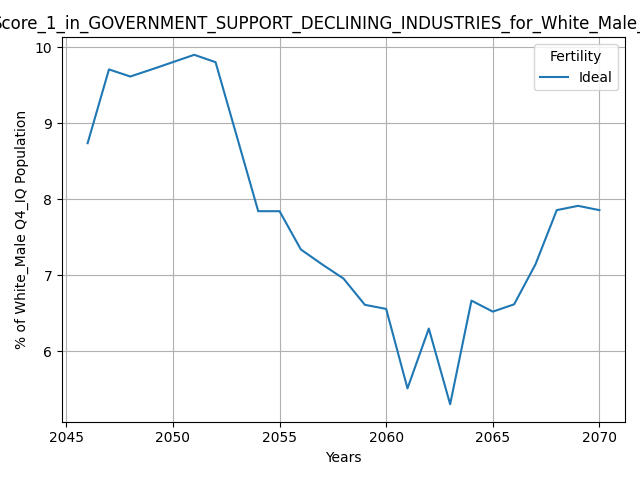 Score_1_in_GOVERNMENT_SUPPORT_DECLINING_INDUSTRIES_for_White_Male_
10
9
8
7
6
% of White_Male Q4_IQ Population
Fertility
Ideal
2045 2050 2055 2060 2065 2070
Years